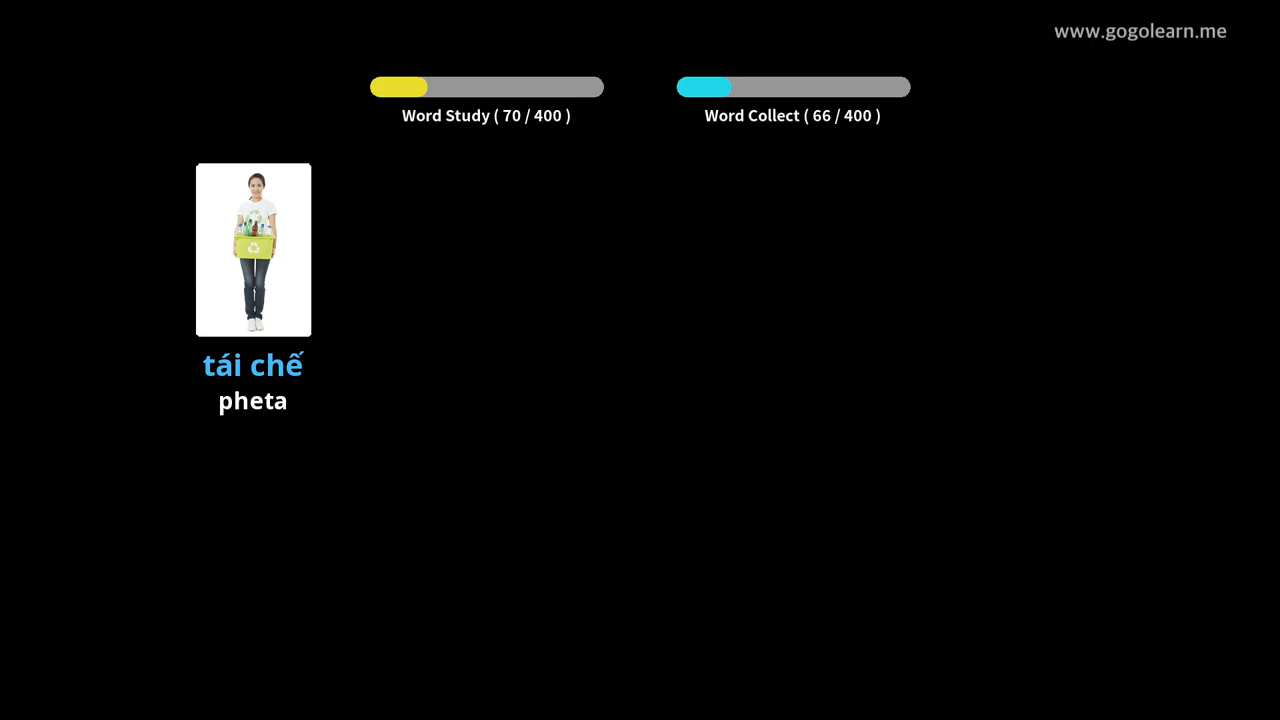 www.gogolearn.me
Word Study ( 70 / 400 )
Word Collect ( 66 / 400 )
tái chế
pheta